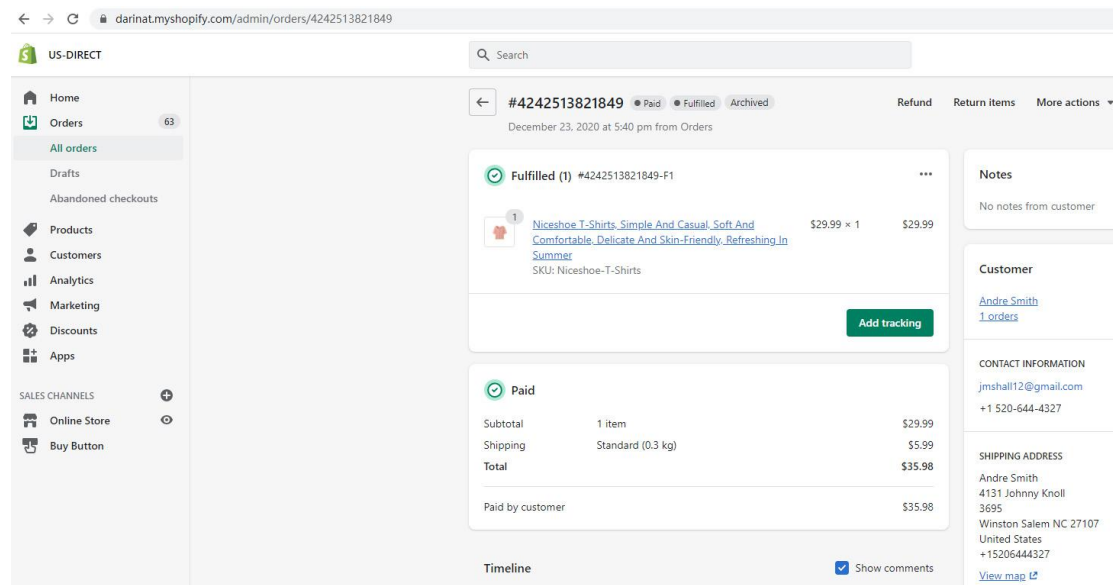 darinat.myshopify.com/admin/orders/4242513821849
US-DIRECT
Search
Home
Orders 63
All orders
Drafts
Abandoned checkouts
Products
Customers
Analytics
Marketing
Discounts
Apps
SALES CHANNELS
Online Store
Buy Button
#4242513821849 Paid Fulfilled Archived
Refund Return items More actions
December 23, 2020 at 5:40 pm from Orders
Fulfilled (1) #4242513821849-F1
1
Niceshoe T-Shirts, Simple And Casual, Soft And
Comfortable, Delicate And Skin-Friendly, Refreshing In
Summer
SKU: Niceshoe-T-Shirts
$29.99 × 1 $29.99
Add tracking
Paid
Subtotal 1 item $29.99
Shipping Standard (0.3 kg) $5.99
Total $35.98
Paid by customer $35.98
Timeline
Show comments
Notes
No notes from customer
Customer
Andre Smith
1 orders
CONTACT INFORMATION
jmshall12@gmail.com
+1 520-644-4327
SHIPPING ADDRESS
Andre Smith
4131 Johnny Knoll
3695
Winston Salem NC 27107
United States
+15206444327
View map